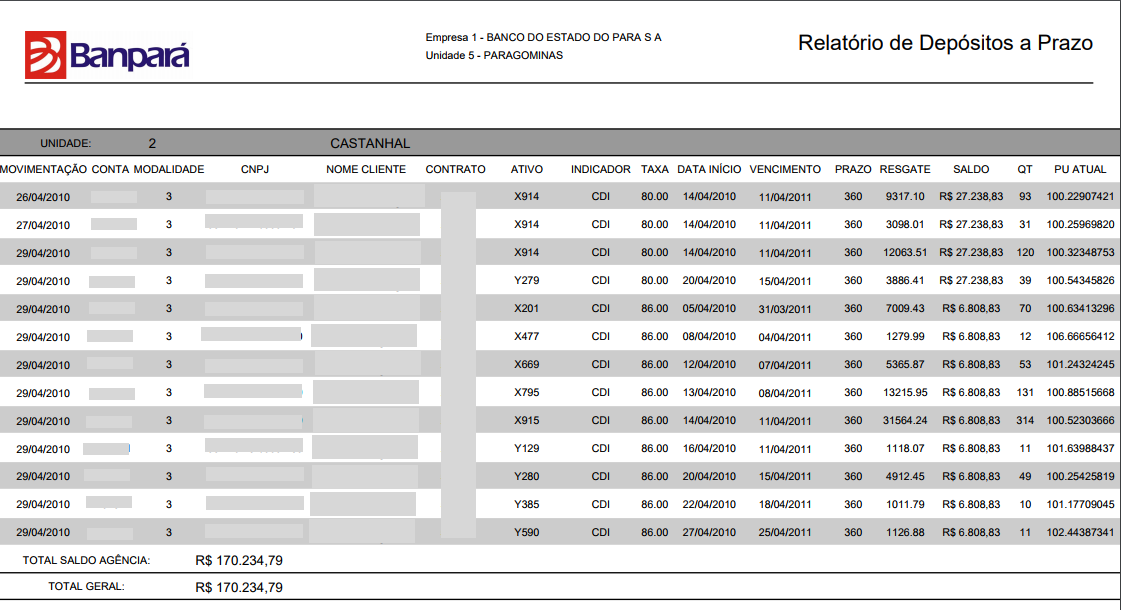 Banpará
Empresa 1 - BANCO DO ESTADO DO PARA S A
Unidade 5 - PARAGOMINAS
Relatório de Depósitos a Prazo
UNIDADE: 2 CASTANHAL
MOVIMENTAÇÃO CONTA MODALIDADE CNPJ NOME CLIENTE CONTRATO ATIVO INDICADOR TAXA DATA INÍCIO VENCIMENTO PRAZO RESGATE SALDO QT PU ATUAL
26/04/2010 3 X914 CDI 80.00 14/04/2010 11/04/2011 360 9317.10 R$ 27.238,83 93 100.22907421
27/04/2010 3 X914 CDI 80.00 14/04/2010 11/04/2011 360 3098.01 R$ 27.238,83 31 100.25969820
29/04/2010 3 X914 CDI 80.00 14/04/2010 11/04/2011 360 12063.51 R$ 27.238,83 120 100.32348753
29/04/2010 3 Y279 CDI 80.00 20/04/2010 15/04/2011 360 3886.41 R$ 27.238,83 39 100.54345826
29/04/2010 3 X201 CDI 86.00 05/04/2010 31/03/2011 360 7009.43 R$ 6.808,83 70 100.63413296
29/04/2010 3 X477 CDI 86.00 08/04/2010 04/04/2011 360 1279.99 R$ 6.808,83 12 106.66656412
29/04/2010 3 X669 CDI 86.00 12/04/2010 07/04/2011 360 5365.87 R$ 6.808,83 53 101.24324245
29/04/2010 3 X795 CDI 86.00 13/04/2010 08/04/2011 360 13215.95 R$ 6.808,83 131 100.88515668
29/04/2010 3 X915 CDI 86.00 14/04/2010 11/04/2011 360 31564.24 R$ 6.808,83 314 100.52303666
29/04/2010 3 Y129 CDI 86.00 16/04/2010 11/04/2011 360 1118.07 R$ 6.808,83 11 101.63988437
29/04/2010 3 Y280 CDI 86.00 20/04/2010 15/04/2011 360 4912.45 R$ 6.808,83 49 100.25425819
29/04/2010 3 Y385 CDI 86.00 22/04/2010 18/04/2011 360 1011.79 R$ 6.808,83 10 101.17709045
29/04/2010 3 Y590 CDI 86.00 27/04/2010 25/04/2011 360 1126.88 R$ 6.808,83 11 102.44387341
TOTAL SALDO AGÊNCIA: R$ 170.234,79
TOTAL GERAL: R$ 170.234,79